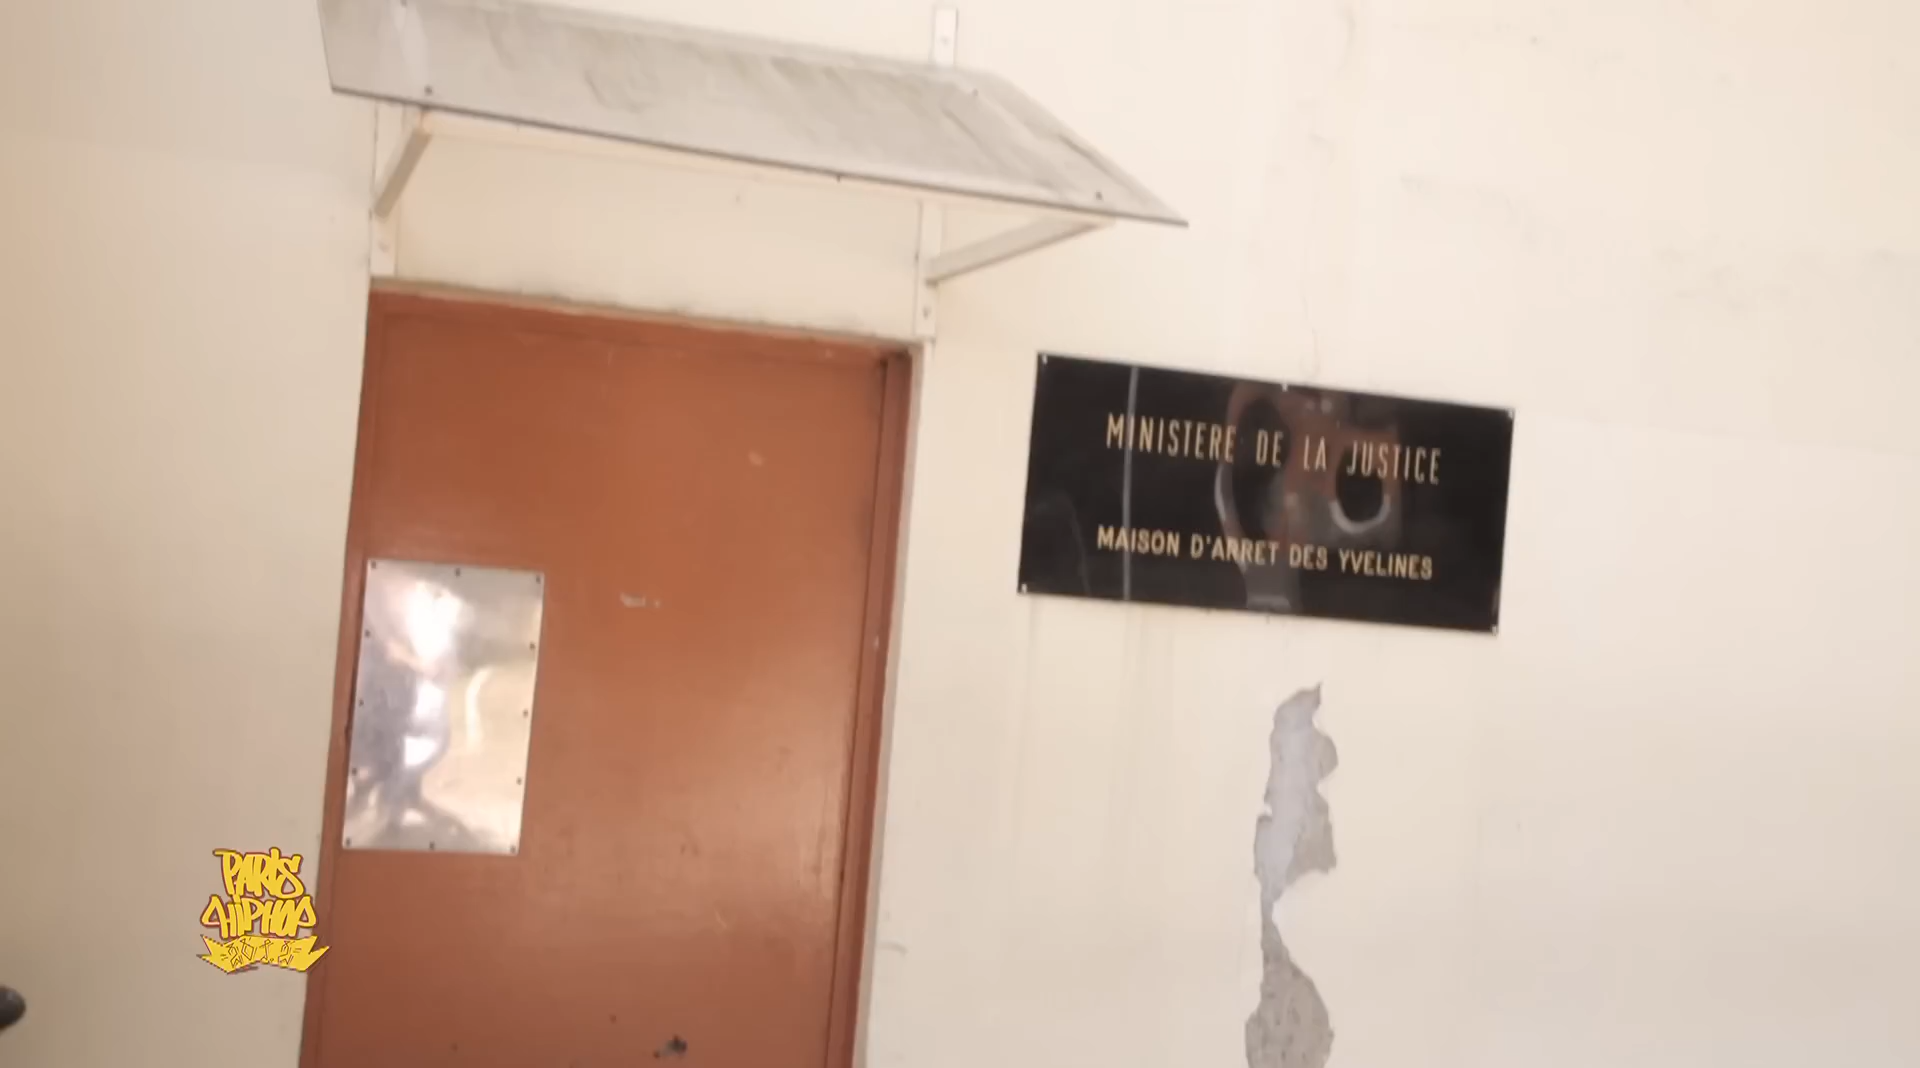 MINISTERE DE LA JUSTICE
MAISON D'ARRET DES YVELINES
PARIS
HIPHOP